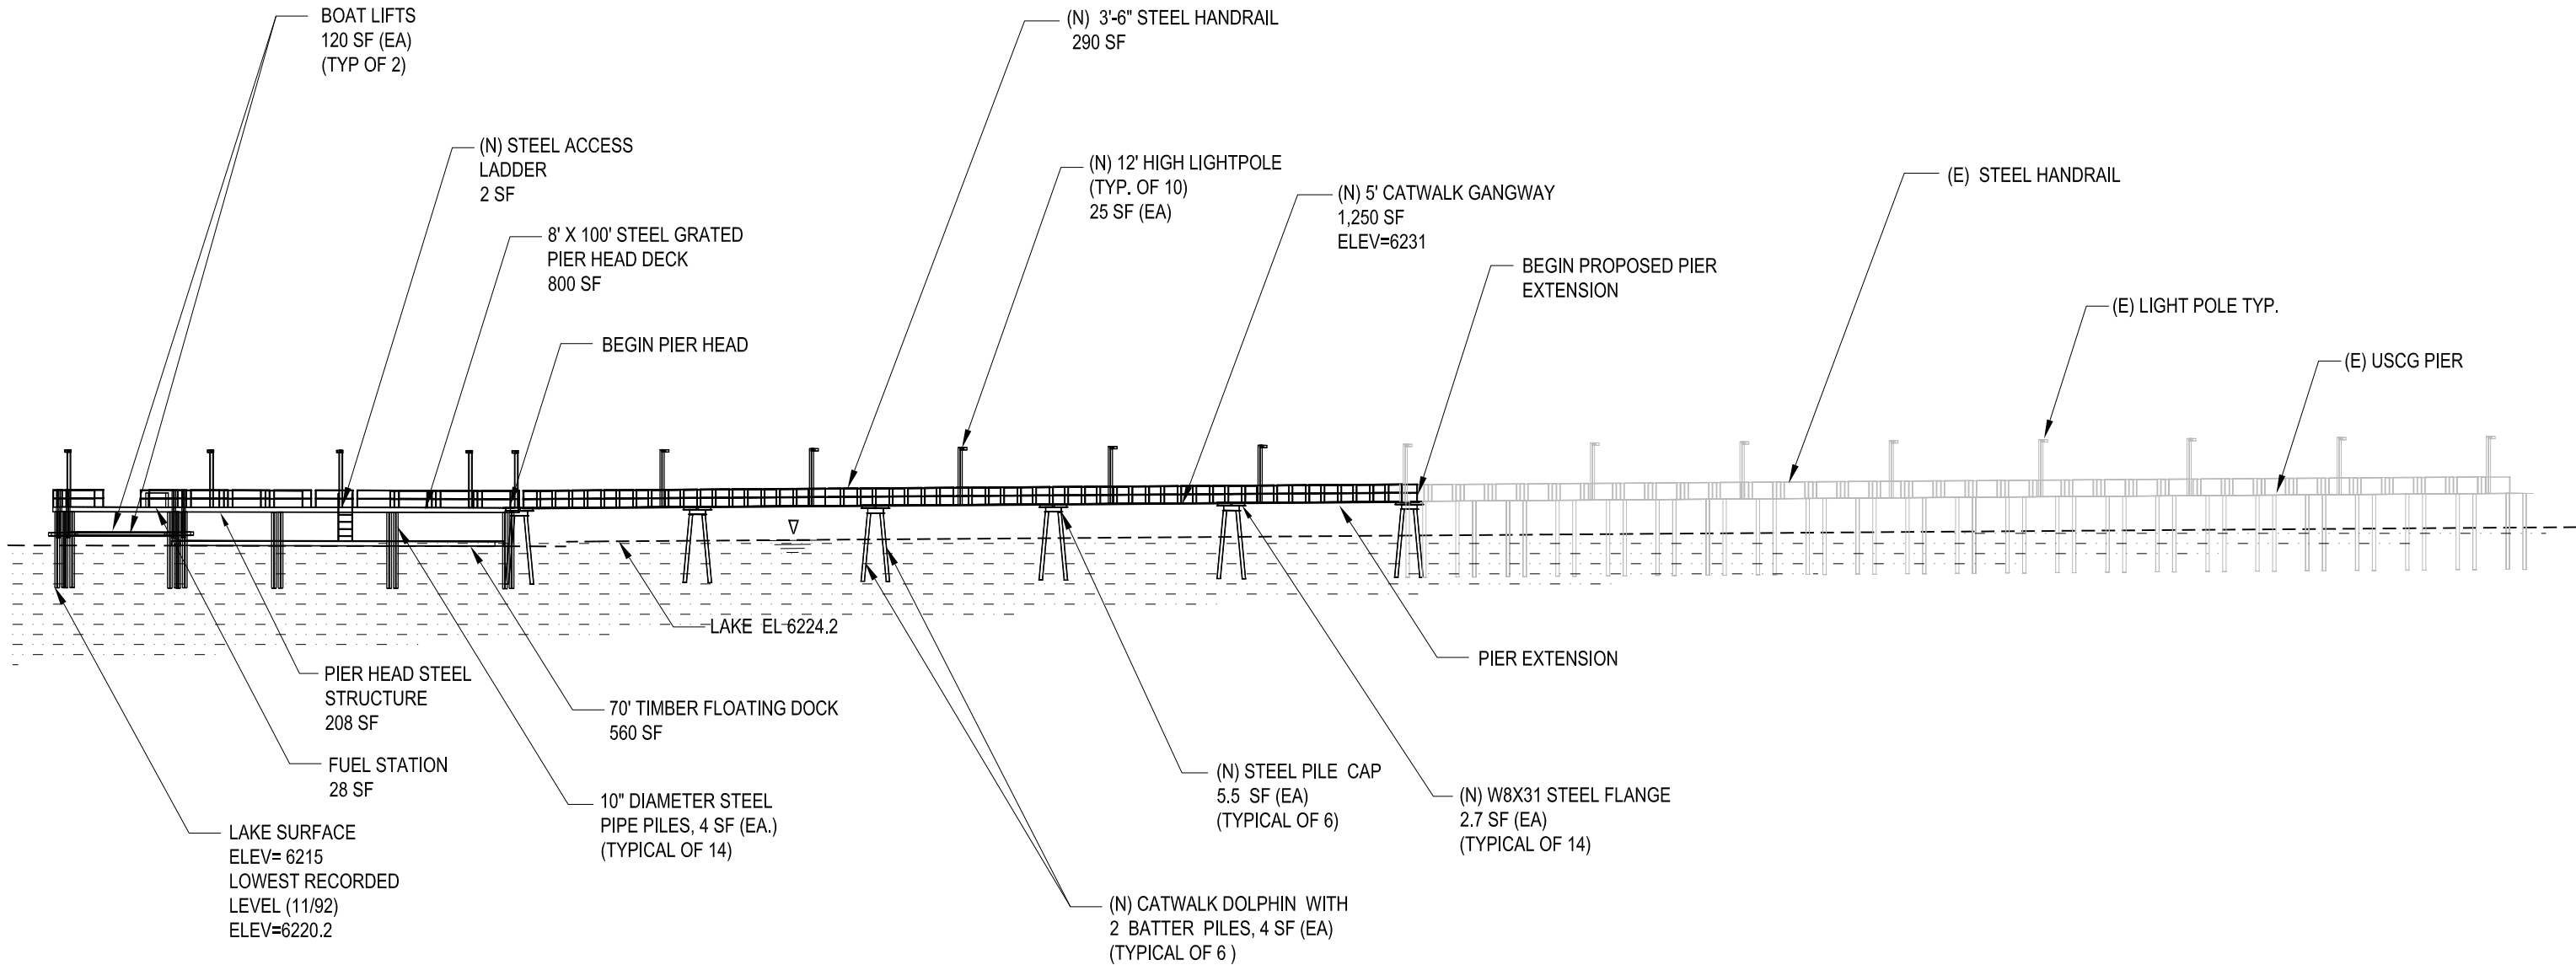 BOAT LIFTS
120 SF (EA)
(TYP OF 2)
(N) 3'-6" STEEL HANDRAIL
290 SF
(N) STEEL ACCESS
LADDER
2 SF
(N) 12' HIGH LIGHTPOLE
(TYP. OF 10)
25 SF (EA)
(N) 5' CATWALK GANGWAY
1,250 SF
ELEV=6231
(E) STEEL HANDRAIL
8' X 100' STEEL GRATED
PIER HEAD DECK
800 SF
BEGIN PROPOSED PIER
EXTENSION
(E) LIGHT POLE TYP.
BEGIN PIER HEAD
(E) USCG PIER
LAKE EL 6224.2
PIER EXTENSION
PIER HEAD STEEL
STRUCTURE
208 SF
70' TIMBER FLOATING DOCK
560 SF
FUEL STATION
28 SF
(N) STEEL PILE CAP
5.5 SF (EA)
(TYPICAL OF 6)
(N) W8X31 STEEL FLANGE
2.7 SF (EA)
(TYPICAL OF 14)
10" DIAMETER STEEL
PIPE PILES, 4 SF (EA.)
(TYPICAL OF 14)
LAKE SURFACE
ELEV= 6215
LOWEST RECORDED
LEVEL (11/92)
ELEV=6220.2
(N) CATWALK DOLPHIN WITH
2 BATTER PILES, 4 SF (EA)
(TYPICAL OF 6 )